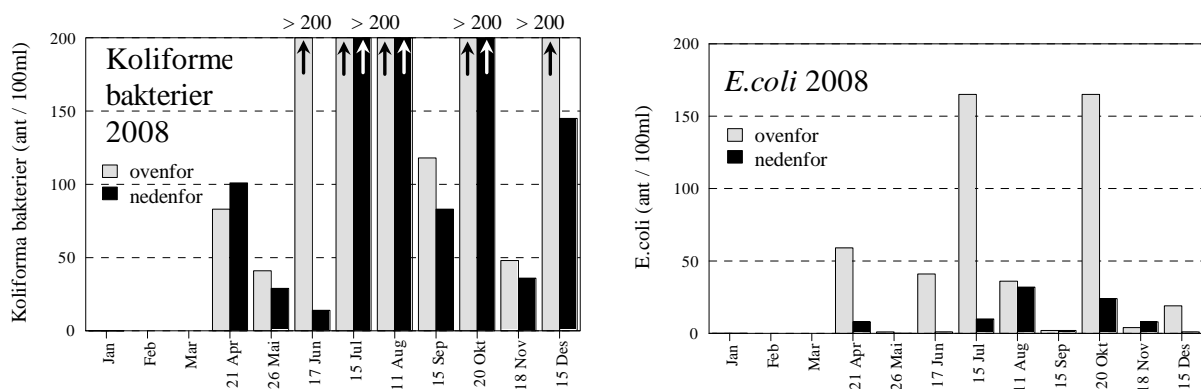 > 200
> 200
> 200
> 200
Koliforme
bakterier
2008
ovenfor
nedenfor
Koliforma bakterier (ant / 100ml)
200
150
100
50
0
Jan
Feb
Mar
21 Apr
26 Mai
17 Jun
15 Jul
11 Aug
15 Sep
20 Okt
18 Nov
15 Des
E.coli 2008
ovenfor
nedenfor
E.coli (ant / 100ml)
200
150
100
50
0
Jan
Feb
Mar
21 Apr
26 Mai
17 Jun
15 Jul
11 Aug
15 Sep
20 Okt
18 Nov
15 Des